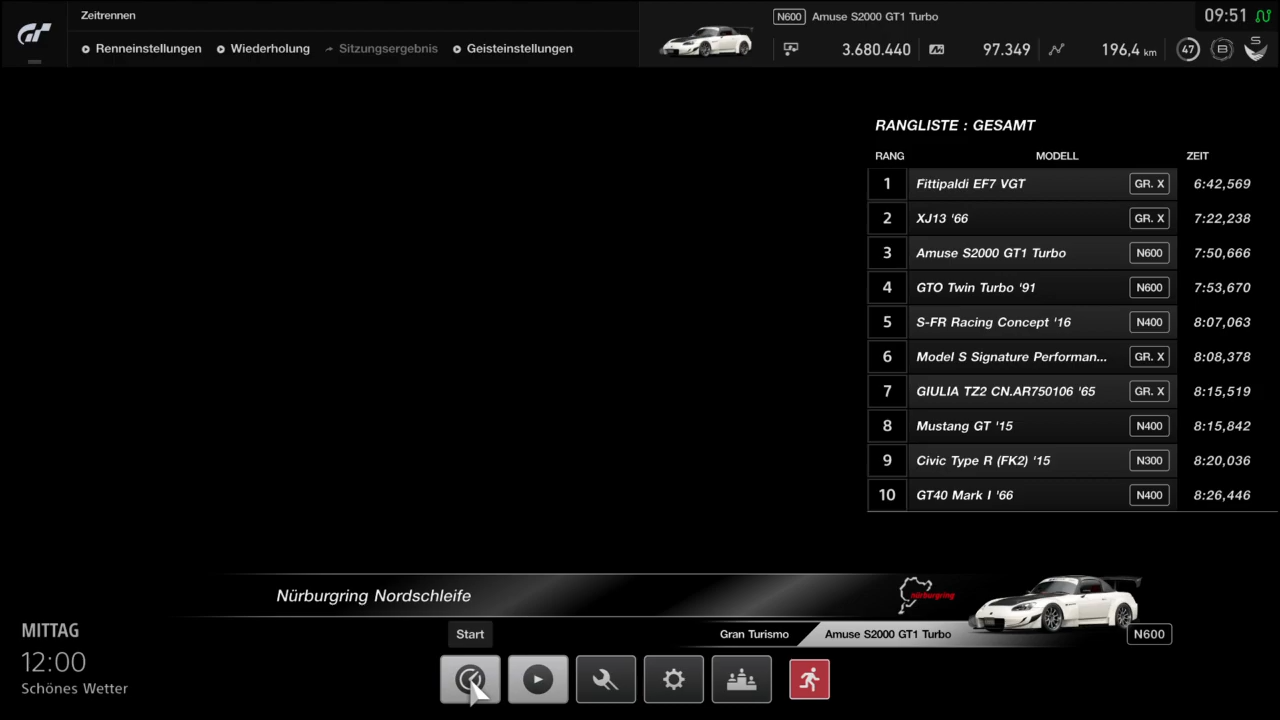 Zeitrennen
Renneinstellungen Wiederholung Sitzungsergebnis Geisteinstellungen
N600 Amuse S2000 GT1 Turbo
3.680.440 97.349 196,4 km 47 B S
09:51
RANGLISTE : GESAMT
RANG MODELL ZEIT
1 Fittipaldi EF7 VGT GR. X 6:42,569
2 XJ13 '66 GR. X 7:22,238
3 Amuse S2000 GT1 Turbo N600 7:50,666
4 GTO Twin Turbo '91 N600 7:53,670
5 S-FR Racing Concept '16 N400 8:07,063
6 Model S Signature Performan... GR. X 8:08,378
7 GIULIA TZ2 CN.AR750106 '65 GR. X 8:15,519
8 Mustang GT '15 N400 8:15,842
9 Civic Type R (FK2) '15 N300 8:20,036
10 GT40 Mark I '66 N400 8:26,446
Nürburgring Nordschleife
nürburgring
MITTAG
12:00
Schönes Wetter
Start
Gran Turismo Amuse S2000 GT1 Turbo N600